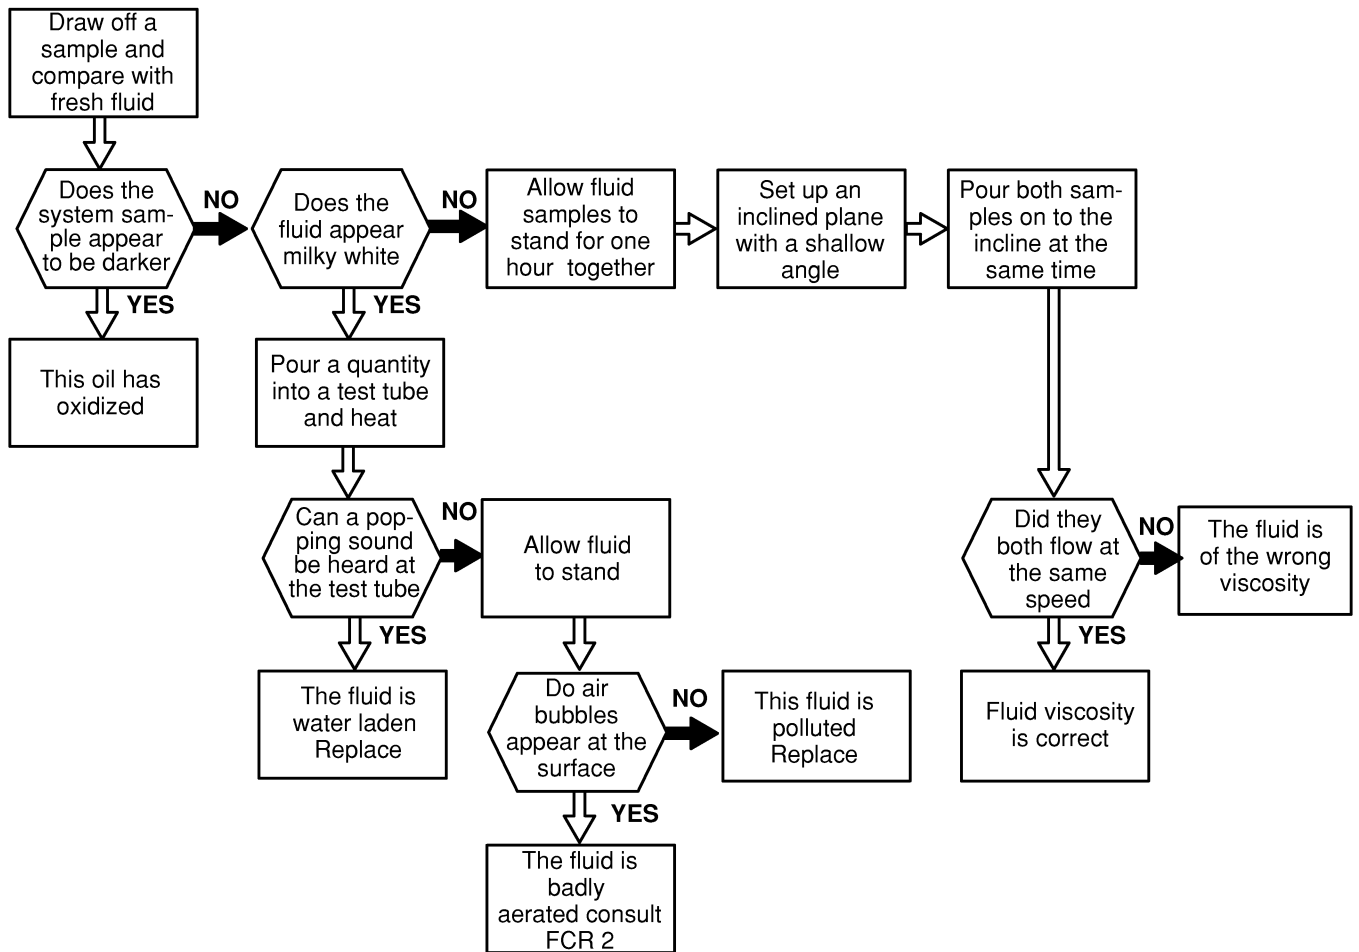 Draw off a
sample and
compare with
fresh fluid
Does the
system sam-
ple appear
to be darker
NO
YES
This oil has
oxidized
Does the
fluid appear
milky white
NO
YES
Allow fluid
samples to
stand for one
hour together
Set up an
inclined plane
with a shallow
angle
Pour both sam-
ples on to the
incline at the
same time
Pour a quantity
into a test tube
and heat
Can a pop-
ping sound
be heard at
the test tube
NO
YES
Allow fluid
to stand
The fluid is
water laden
Replace
Do air
bubbles
appear at the
surface
NO
YES
This fluid is
polluted
Replace
The fluid is
badly
aerated consult
FCR 2
Did they
both flow at
the same
speed
NO
YES
The fluid is
of the wrong
viscosity
Fluid viscosity
is correct